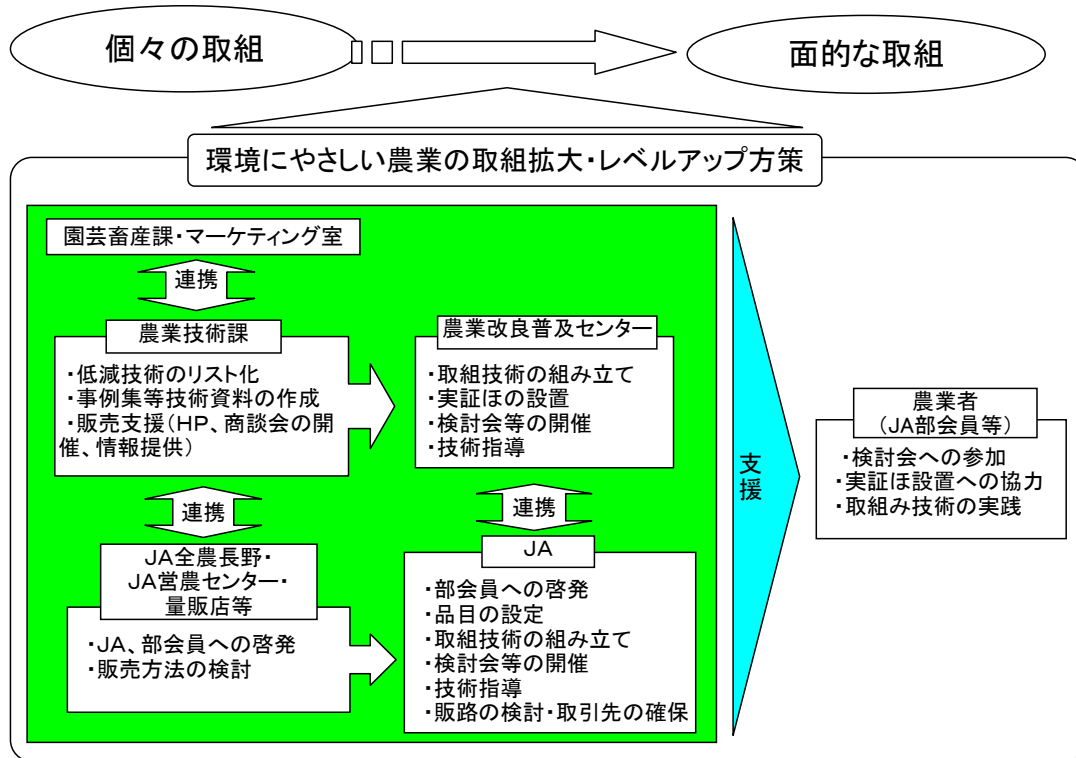 個々の取組
面的な取組
環境にやさしい農業の取組拡大・レベルアップ方策
園芸畜産課・マーケティング室
連携
農業技術課
・低減技術のリスト化
・事例集等技術資料の作成
・販売支援(HP、商談会の開
催、情報提供)
農業改良普及センター
・取組技術の組み立て
・実証ほの設置
・検討会等の開催
・技術指導
連携
連携
JA全農長野・
JA営農センター・
量販店等
・JA、部会員への啓発
・販売方法の検討
JA
・部会員への啓発
・品目の設定
・取組技術の組み立て
・検討会等の開催
・技術指導
・販路の検討・取引先の確保
支援
農業者
(JA部会員等)
・検討会への参加
・実証ほ設置への協力
・取組み技術の実践